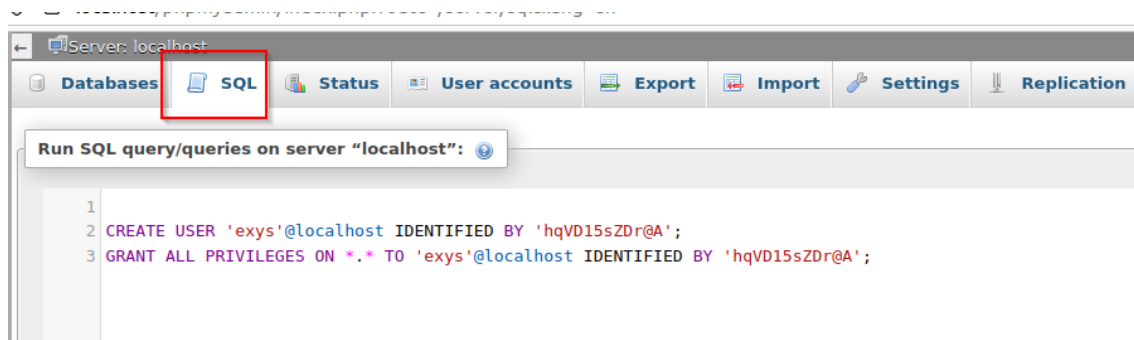 Server: localhost
Databases SQL Status User accounts Export Import Settings Replication
Run SQL query/queries on server “localhost”:
1
2 CREATE USER 'exys'@localhost IDENTIFIED BY 'hqVD15sZDr@A';
3 GRANT ALL PRIVILEGES ON *.* TO 'exys'@localhost IDENTIFIED BY 'hqVD15sZDr@A';